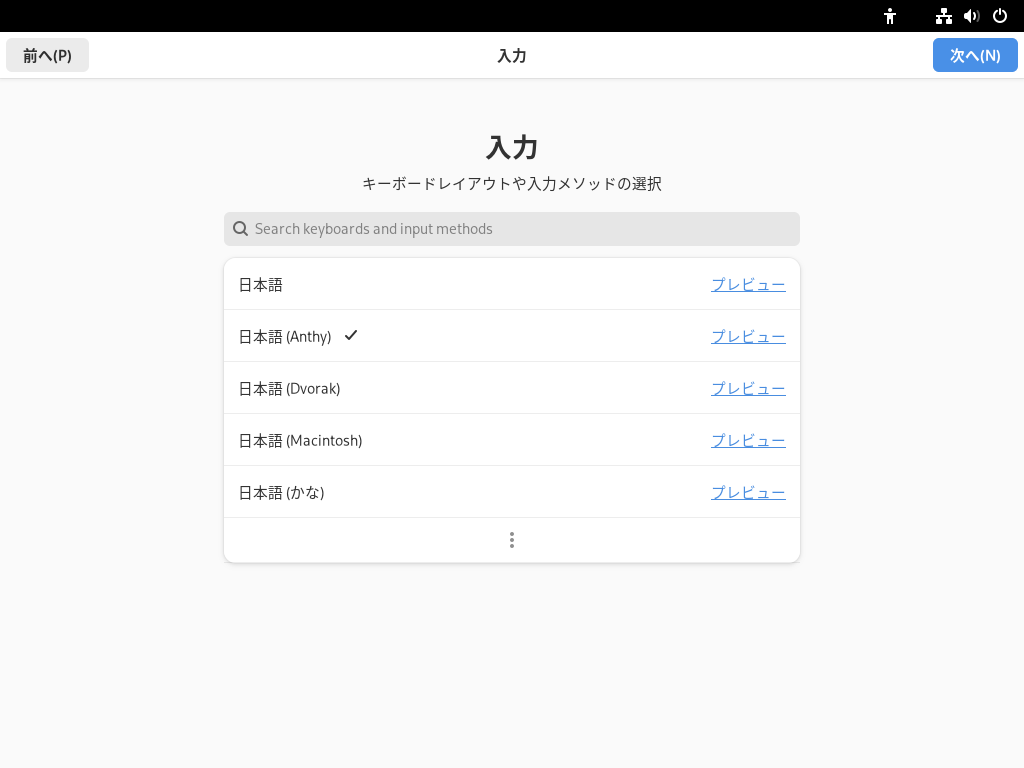 前へ(P)
入力
次へ(N)
入力
キーボードレイアウトや入力メソッドの選択
Search keyboards and input methods
日本語 プレビュー
日本語 (Anthy) プレビュー
日本語 (Dvorak) プレビュー
日本語 (Macintosh) プレビュー
日本語 (かな) プレビュー